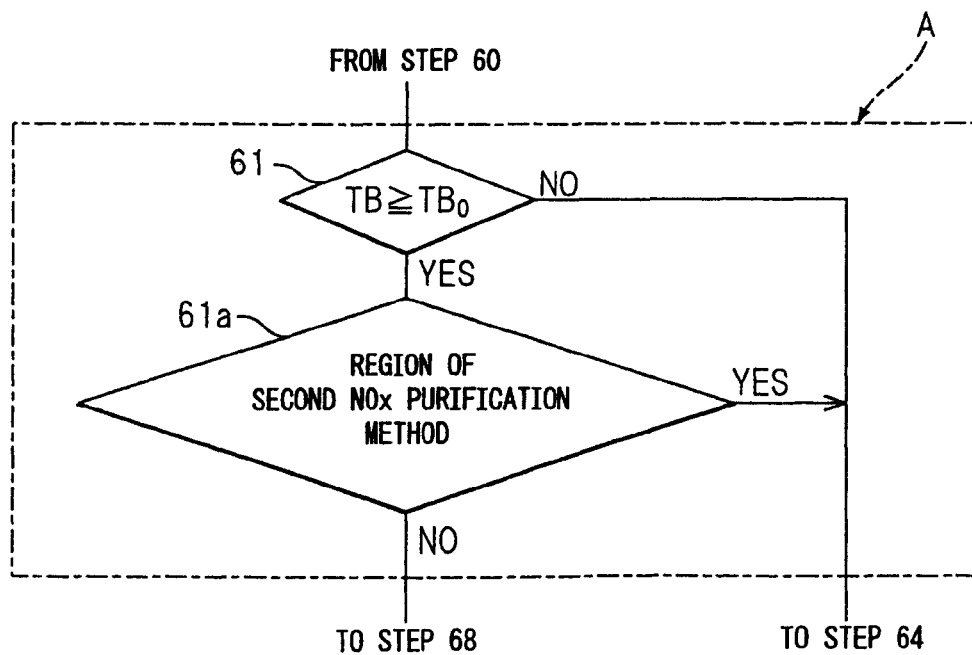 A
FROM STEP 60
61
TB≧TB₀
NO
YES
61a
REGION OF
SECOND NOx PURIFICATION
METHOD
YES
NO
TO STEP 68
TO STEP 64